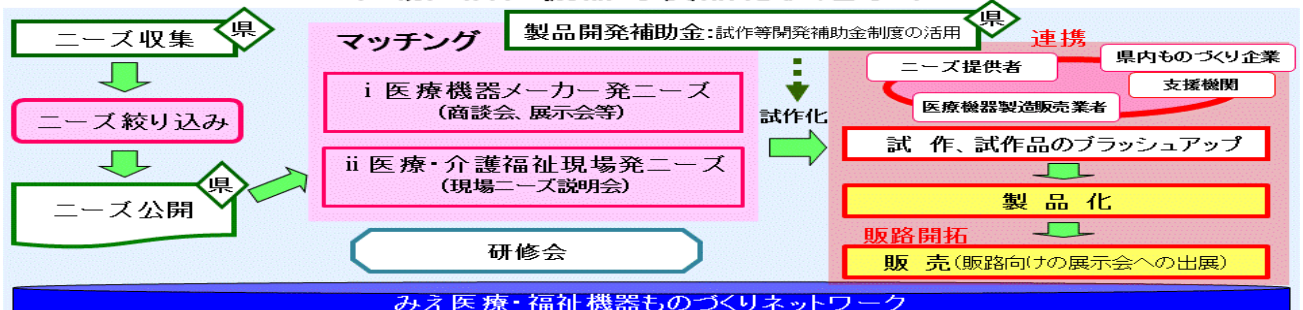 ニーズ収集
県
ニーズ絞り込み
ニーズ公開
県
マッチング
製品開発補助金:試作等開発補助金制度の活用
県
ⅰ 医療機器メーカー発ニーズ
(商談会、展示会等)
ⅱ 医療・介護福祉現場発ニーズ
(現場ニーズ説明会)
研修会
試作化
連携
ニーズ提供者
県内ものづくり企業
支援機関
医療機器製造販売業者
試 作、試作品のブラッシュアップ
製 品 化
販路開拓
販 売(販路向けの展示会への出展)
みえ医療・福祉機器ものづくりネットワーク